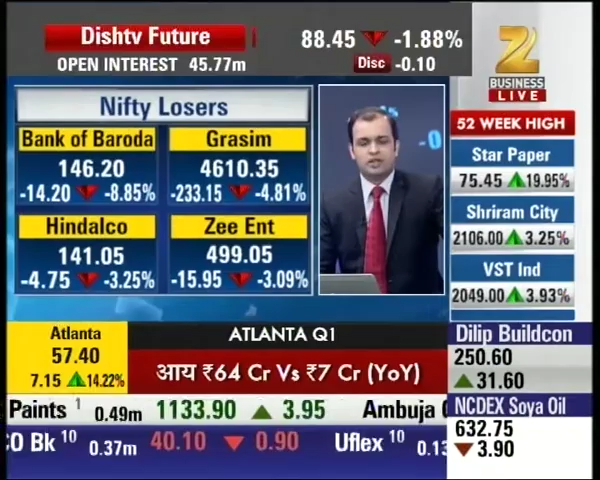 Dishtv Future
OPEN INTEREST 45.77m
88.45 -1.88%
Disc -0.10
Z
BUSINESS
LIVE
Nifty Losers
Bank of Baroda
146.20
-14.20 -8.85%
Grasim
4610.35
-233.15 -4.81%
Hindalco
141.05
-4.75 -3.25%
Zee Ent
499.05
-15.95 -3.09%
52 WEEK HIGH
Star Paper
75.45 19.95%
Shriram City
2106.00 3.25%
VST Ind
2049.00 3.93%
Atlanta
57.40
7.15 14.22%
ATLANTA Q1
आय ₹64 Cr Vs ₹7 Cr (YoY)
Dilip Buildcon
250.60
31.60
NCDEX Soya Oil
632.75
3.90
Paints 1 0.49m 1133.90 3.95 Ambuja
CO Bk 10 0.37m 40.10 0.90 Uflex 10 0.13